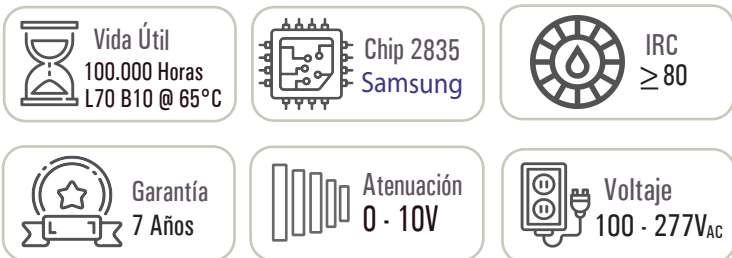 Vida Útil
100.000 Horas
L70 B10 @ 65°C
Chip 2835
Samsung
IRC
≥80
Garantía
7 Años
Atenuación
0 - 10V
Voltaje
100 - 277VAC